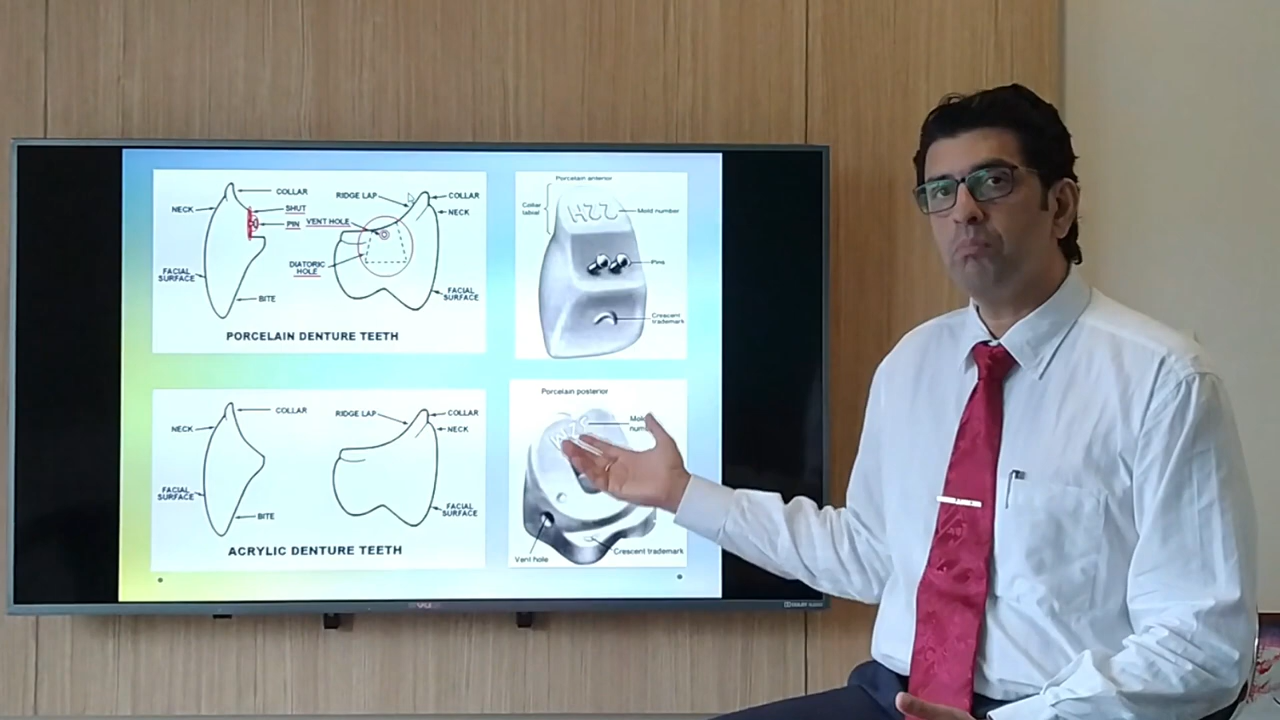 COLLAR
NECK
SHUT
PIN
FACIAL
SURFACE
BITE
RIDGE LAP
COLLAR
NECK
VENT HOLE
DIATORIC
HOLE
FACIAL
SURFACE
PORCELAIN DENTURE TEETH
Porcelain anterior
Collar
labial
Mold number
Pins
Crescent
trademark
COLLAR
NECK
FACIAL
SURFACE
BITE
RIDGE LAP
COLLAR
NECK
FACIAL
SURFACE
ACRYLIC DENTURE TEETH
Porcelain posterior
Vent hole
Crescent trademark